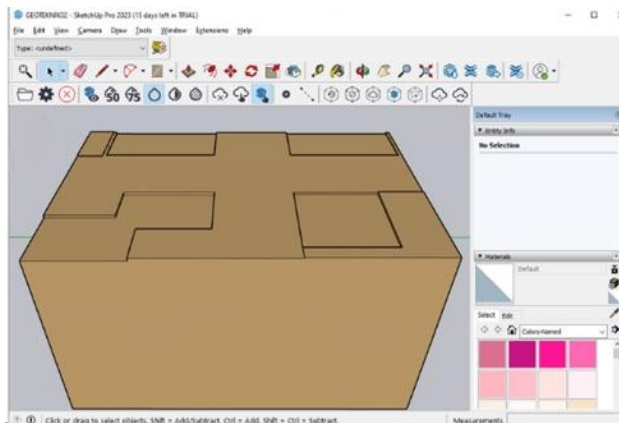 GEOTEKNIK02 - SketchUp Pro 2023 (15 days left in TRIAL)
File Edit View Camera Draw Tools Window Extensions Help
Type: <undefined>
50 75
Default Tray
Entity Info
No Selection
Materials
Default
Select Edit
Colors-Named
Click or drag to select objects. Shift = Add/Subtract. Ctrl = Add. Shift + Ctrl = Subtract.
Measurements